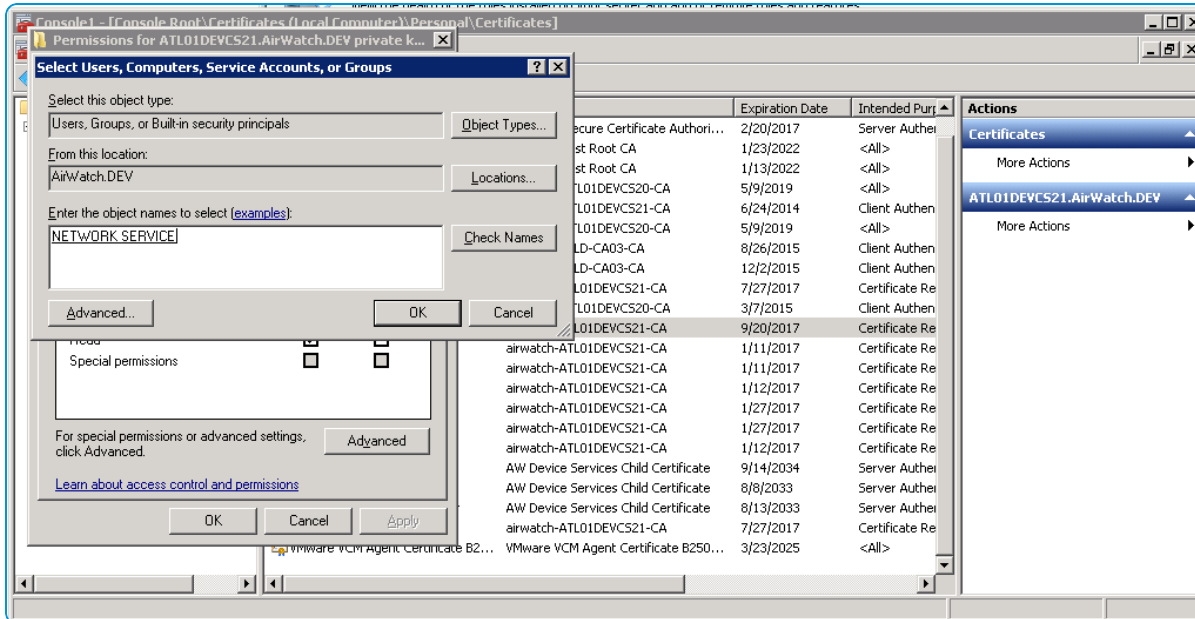 Console1 - [Console Root\Certificates (Local Computer)\Personal\Certificates]
Permissions for ATL01DEVCS21.AirWatch.DEV private k...
Select Users, Computers, Service Accounts, or Groups
Select this object type:
Users, Groups, or Built-in security principals
Object Types...
From this location:
AirWatch.DEV
Locations...
Enter the object names to select (examples):
NETWORK SERVICE
Check Names
Advanced...
OK
Cancel
Special permissions
For special permissions or advanced settings,
click Advanced.
Advanced
Learn about access control and permissions
OK
Cancel
Apply
Expiration Date
Intended Purp
ecure Certificate Authori... 2/20/2017 Server Authen
st Root CA 1/23/2022 <All>
st Root CA 1/13/2022 <All>
TL01DEVCS20-CA 5/9/2019 <All>
TL01DEVCS21-CA 6/24/2014 Client Authen
TL01DEVCS20-CA 5/9/2019 <All>
LD-CA03-CA 8/26/2015 Client Authen
LD-CA03-CA 12/2/2015 Client Authen
L01DEVCS21-CA 7/27/2017 Certificate Re
TL01DEVCS20-CA 3/7/2015 Client Authen
L01DEVCS21-CA 9/20/2017 Certificate Re
airwatch-ATL01DEVCS21-CA 1/11/2017 Certificate Re
airwatch-ATL01DEVCS21-CA 1/11/2017 Certificate Re
airwatch-ATL01DEVCS21-CA 1/12/2017 Certificate Re
airwatch-ATL01DEVCS21-CA 1/27/2017 Certificate Re
airwatch-ATL01DEVCS21-CA 1/27/2017 Certificate Re
airwatch-ATL01DEVCS21-CA 1/12/2017 Certificate Re
AW Device Services Child Certificate 9/14/2034 Server Authen
AW Device Services Child Certificate 8/8/2033 Server Authen
AW Device Services Child Certificate 8/13/2033 Server Authen
airwatch-ATL01DEVCS21-CA 7/27/2017 Certificate Re
VMware VCM Agent Certificate B2... VMware VCM Agent Certificate B250... 3/23/2025 <All>
Actions
Certificates
More Actions
ATL01DEVCS21.AirWatch.DEV
More Actions